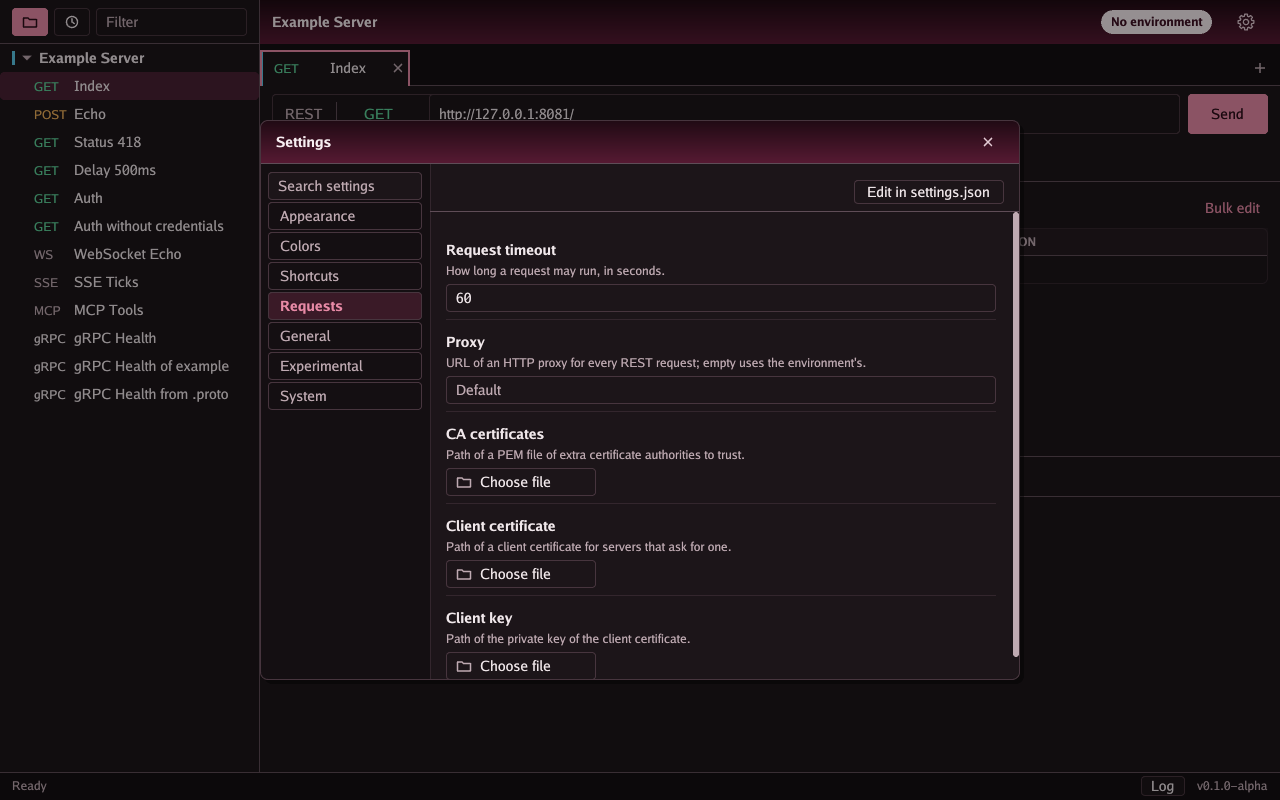 Filter
Example Server
No environment
Example Server
GET Index
POST Echo
GET Status 418
GET Delay 500ms
GET Auth
GET Auth without credentials
WS WebSocket Echo
SSE SSE Ticks
MCP MCP Tools
gRPC gRPC Health
gRPC gRPC Health of example
gRPC gRPC Health from .proto
GET Index
REST GET http://127.0.0.1:8081/
Send
Bulk edit
Settings
Search settings
Appearance
Colors
Shortcuts
Requests
General
Experimental
System
Edit in settings.json
Request timeout
How long a request may run, in seconds.
60
Proxy
URL of an HTTP proxy for every REST request; empty uses the environment's.
Default
CA certificates
Path of a PEM file of extra certificate authorities to trust.
Choose file
Client certificate
Path of a client certificate for servers that ask for one.
Choose file
Client key
Path of the private key of the client certificate.
Choose file
Ready
Log
v0.1.0-alpha